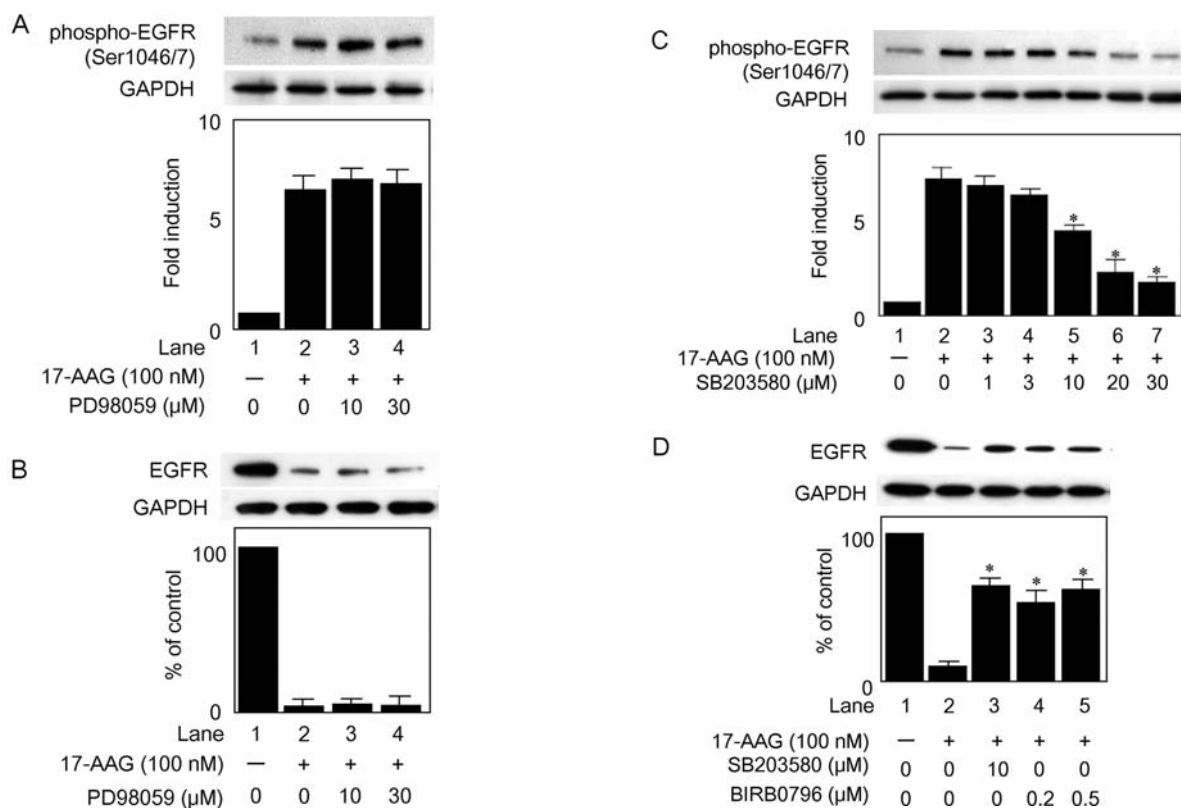 A
phospho-EGFR
(Ser1046/7)
GAPDH
10
5
0
Fold induction
Lane 1 2 3 4
17-AAG (100 nM) — + + +
PD98059 (µM) 0 0 10 30
B
EGFR
GAPDH
100
0
% of control
Lane 1 2 3 4
17-AAG (100 nM) — + + +
PD98059 (µM) 0 0 10 30
C
phospho-EGFR
(Ser1046/7)
GAPDH
10
5
0
Fold induction
* * *
Lane 1 2 3 4 5 6 7
17-AAG (100 nM) — + + + + + +
SB203580 (µM) 0 0 1 3 10 20 30
D
EGFR
GAPDH
100
0
% of control
* * *
Lane 1 2 3 4 5
17-AAG (100 nM) — + + + +
SB203580 (µM) 0 0 10 0 0
BIRB0796 (µM) 0 0 0 0.2 0.5